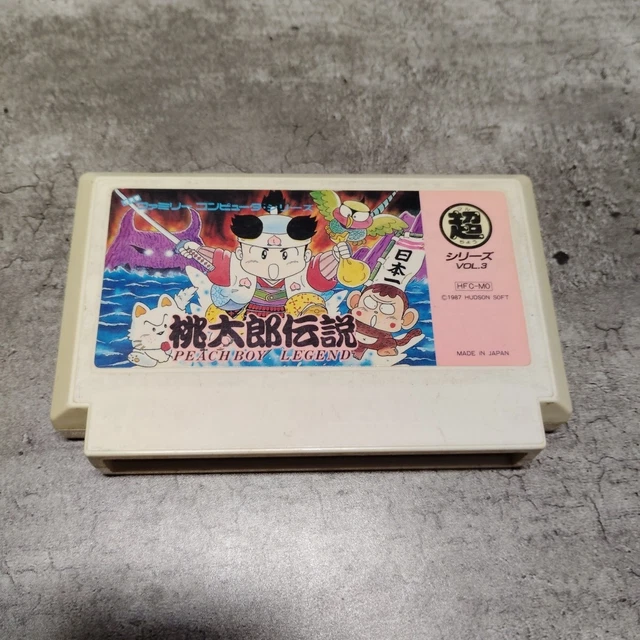 ファミリーコンピュータシリーズ
日本一
桃太郎伝説
PEACH BOY LEGEND
超
シリーズ
VOL.3
HFC-MO
©1987 HUDSON SOFT
MADE IN JAPAN